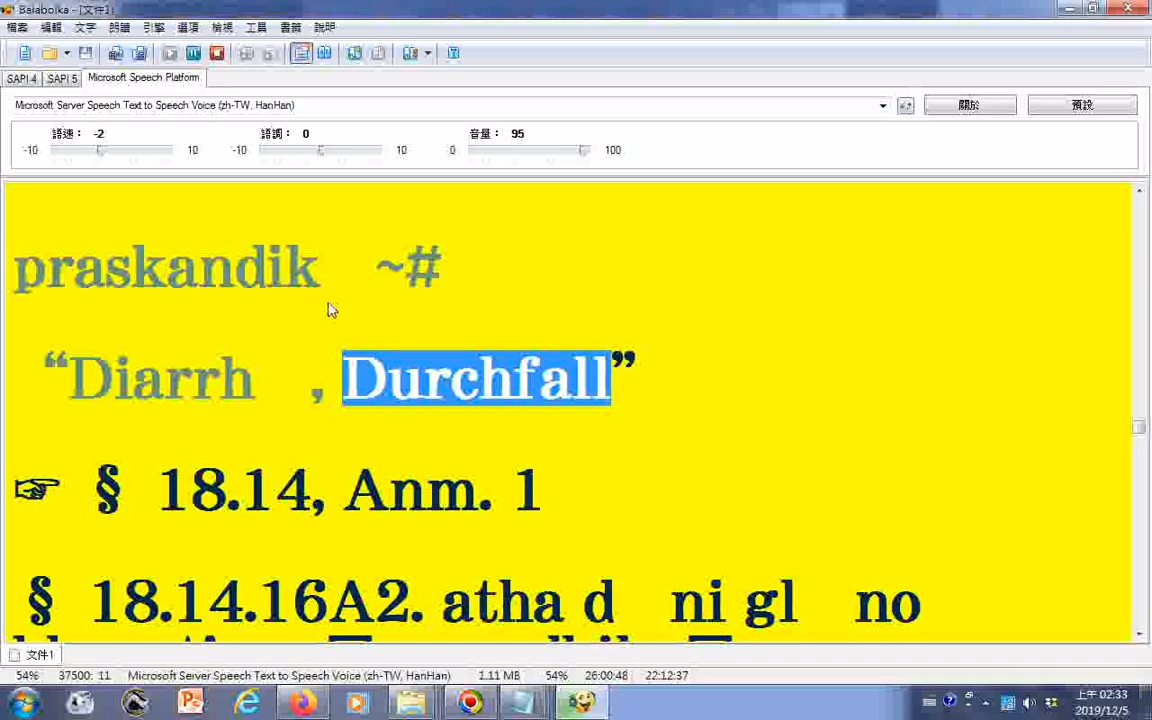 Balabolka - [文件1]
檔案 編輯 文字 朗讀 引擎 選項 檢視 工具 書籤 說明
SAPI 4 SAPI 5 Microsoft Speech Platform
Microsoft Server Speech Text to Speech Voice (zh-TW, HanHan) 關於 預設
語速： -2 語調： 0 音量： 95
-10 10 -10 10 0 100
praskandik ~#
“Diarrh , Durchfall”
☞ § 18.14, Anm. 1
§ 18.14.16A2. atha d ni gl no
文件1
54% 37500: 11 Microsoft Server Speech Text to Speech Voice (zh-TW, HanHan) 1.11 MB 54% 26:00:48 22:12:37
上午 02:33
2019/12/5